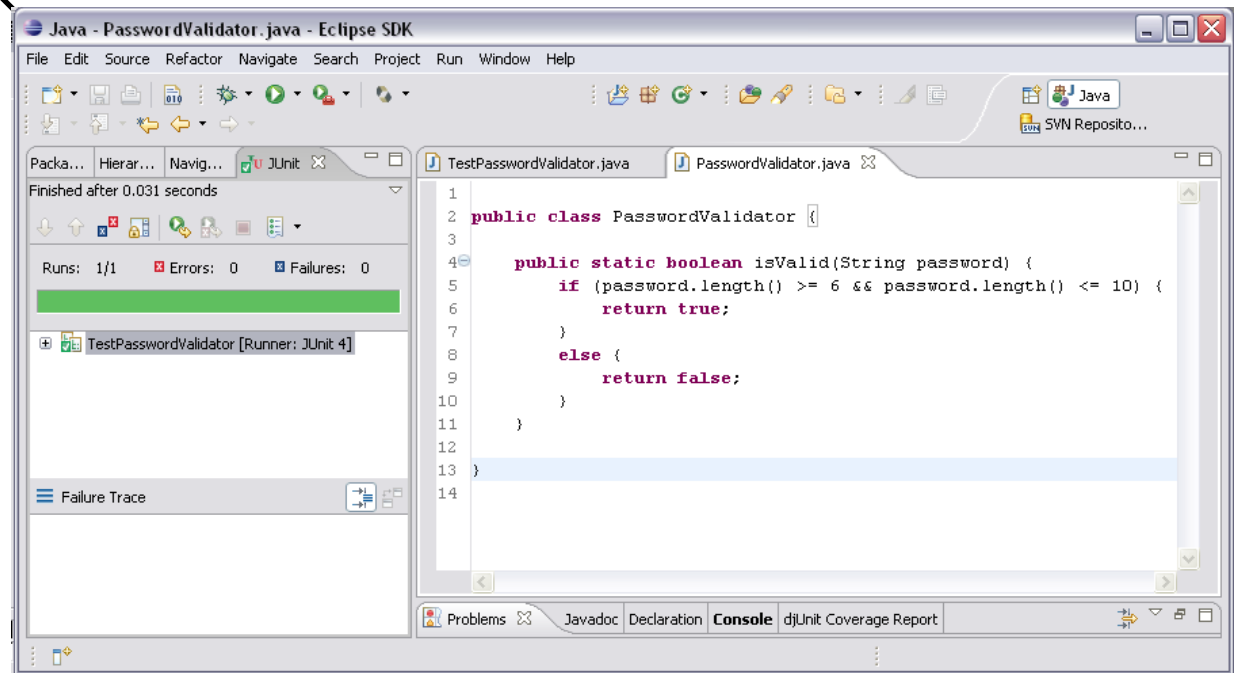 Java - PasswordValidator.java - Eclipse SDK
File Edit Source Refactor Navigate Search Project Run Window Help
Java
SVN Reposito...
Packa... Hierar... Navig... JUnit
TestPasswordValidator.java PasswordValidator.java
Finished after 0.031 seconds
Runs: 1/1 Errors: 0 Failures: 0
TestPasswordValidator [Runner: JUnit 4]
Failure Trace
1
2 public class PasswordValidator {
3
4 public static boolean isValid(String password) {
5 if (password.length() >= 6 && password.length() <= 10) {
6 return true;
7 }
8 else {
9 return false;
10 }
11 }
12
13 }
14
Problems Javadoc Declaration Console djUnit Coverage Report